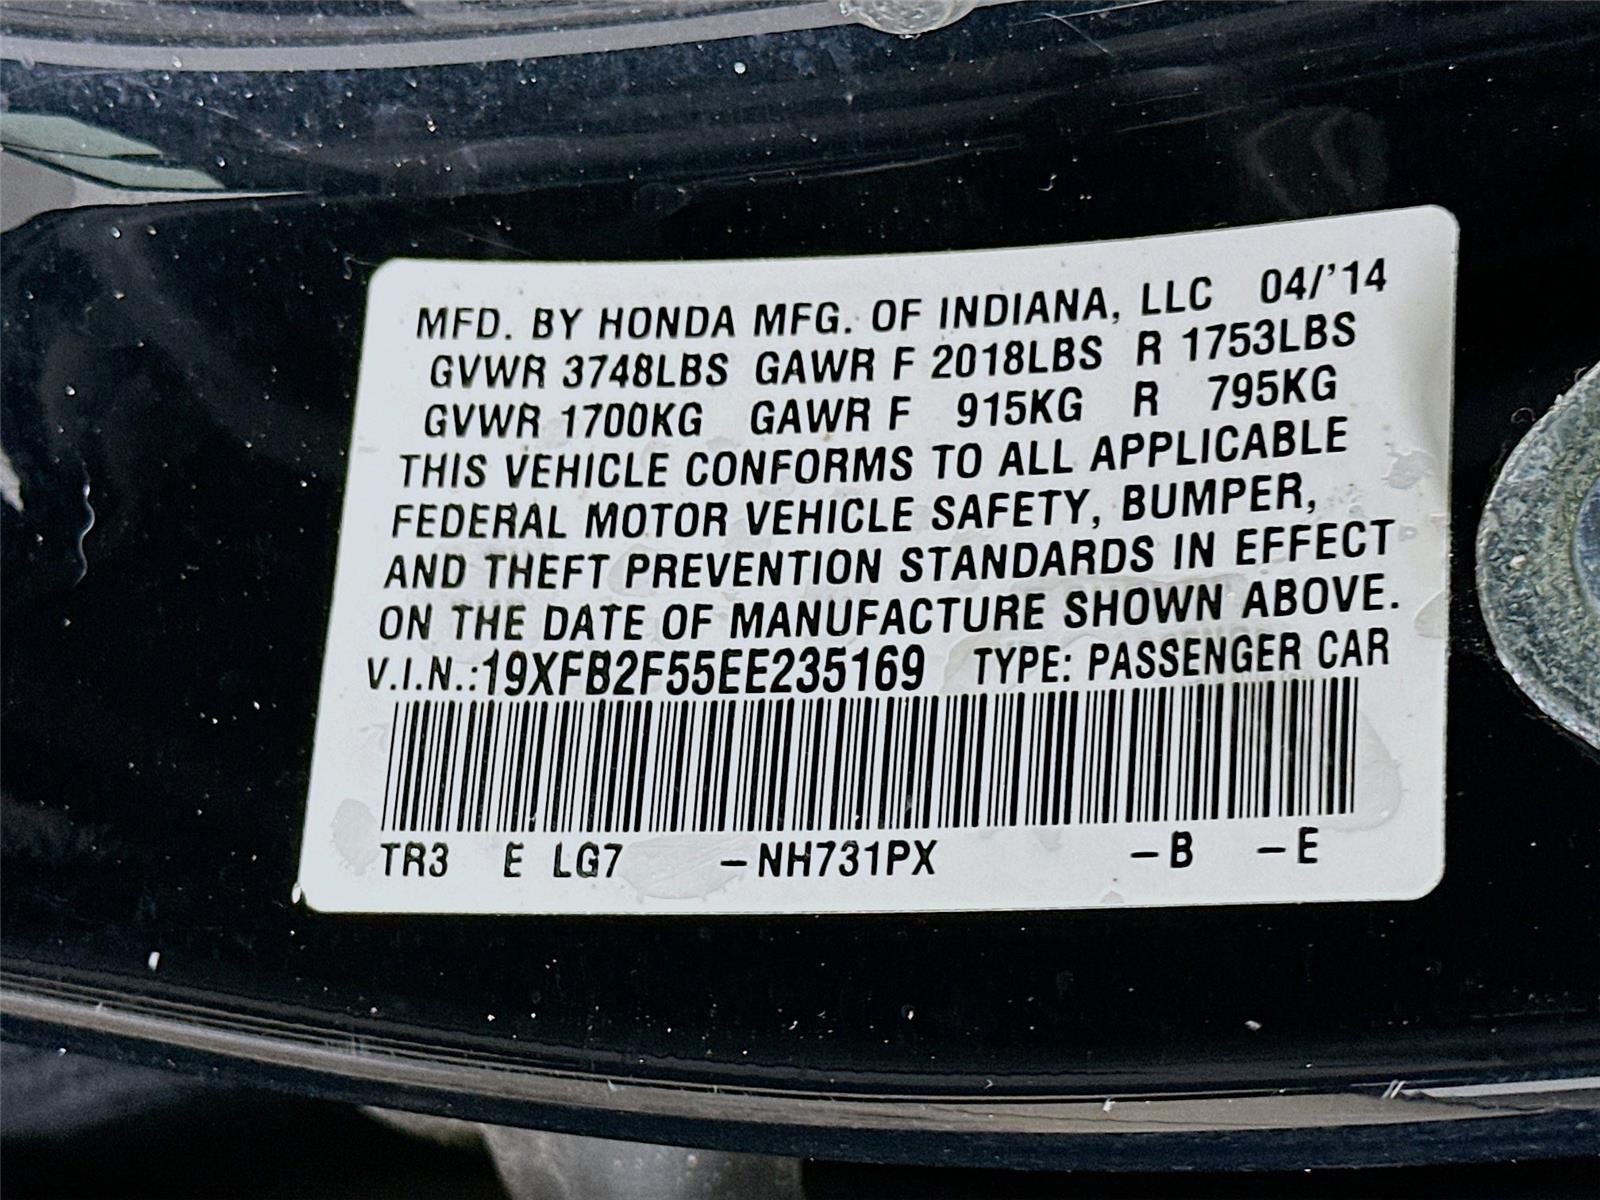 MFD. BY HONDA MFG. OF INDIANA, LLC 04/'14
GVWR 3748LBS GAWR F 2018LBS R 1753LBS
GVWR 1700KG GAWR F 915KG R 795KG
THIS VEHICLE CONFORMS TO ALL APPLICABLE
FEDERAL MOTOR VEHICLE SAFETY, BUMPER,
AND THEFT PREVENTION STANDARDS IN EFFECT
ON THE DATE OF MANUFACTURE SHOWN ABOVE.
V.I.N.:19XFB2F55EE235169 TYPE: PASSENGER CAR
TR3 E LG7 –NH731PX –B –E